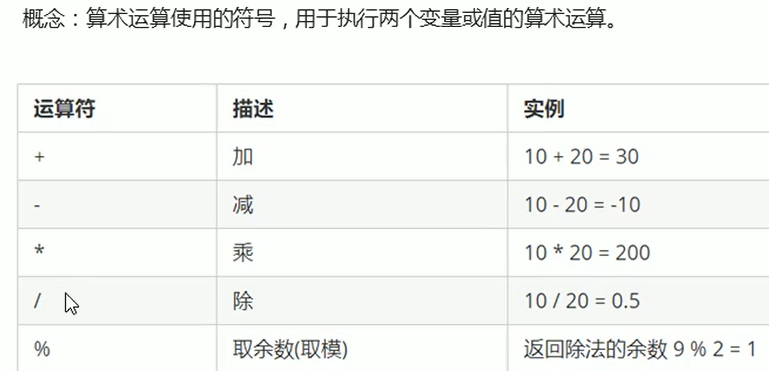 概念：算术运算使用的符号，用于执行两个变量或值的算术运算。
运算符 描述 实例
+ 加 10 + 20 = 30
- 减 10 - 20 = -10
* 乘 10 * 20 = 200
/ 除 10 / 20 = 0.5
% 取余数(取模) 返回除法的余数 9 % 2 = 1